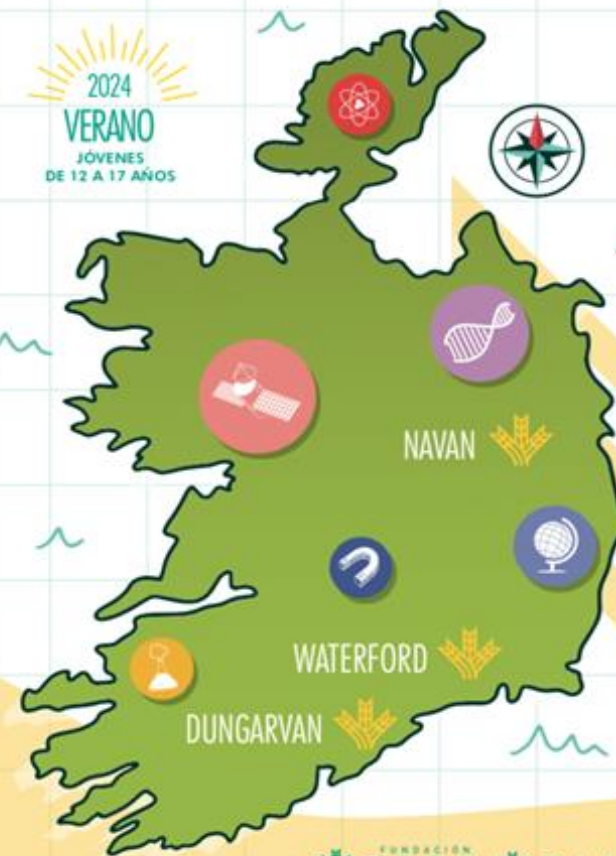 2024
VERANO
JÓVENES
DE 12 A 17 AÑOS
NAVAN
WATERFORD
DUNGARVAN
FUNDACIÓN